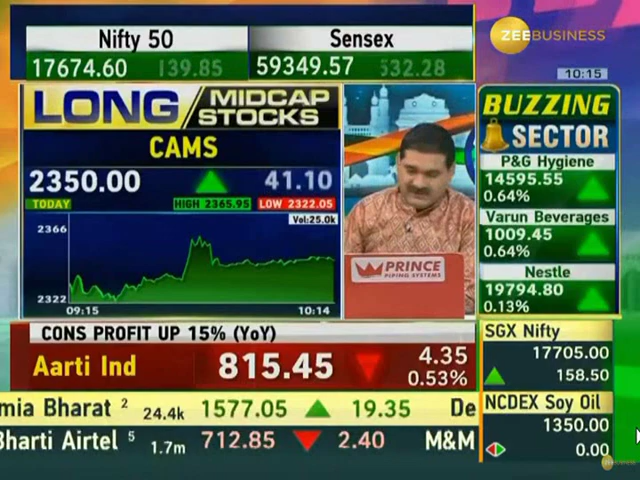 Nifty 50
Sensex
17674.60 139.85
59349.57 532.28
ZEE BUSINESS
10:15
LONG / MIDCAP STOCKS
CAMS
2350.00 41.10
TODAY HIGH 2365.95 LOW 2322.05
Vol:25.0k
2366
2322
09:15 10:14
PRINCE
PIPING SYSTEMS
BUZZING
SECTOR
P&G Hygiene
14595.55
0.64%
Varun Beverages
1009.45
0.64%
Nestle
19794.80
0.13%
CONS PROFIT UP 15% (YoY)
Aarti Ind 815.45 4.35
0.53%
SGX Nifty
17705.00
158.50
NCDEX Soy Oil
1350.00
0.00
mia Bharat 2 24.4k 1577.05 19.35 De
Bharti Airtel 5 1.7m 712.85 2.40 M&M